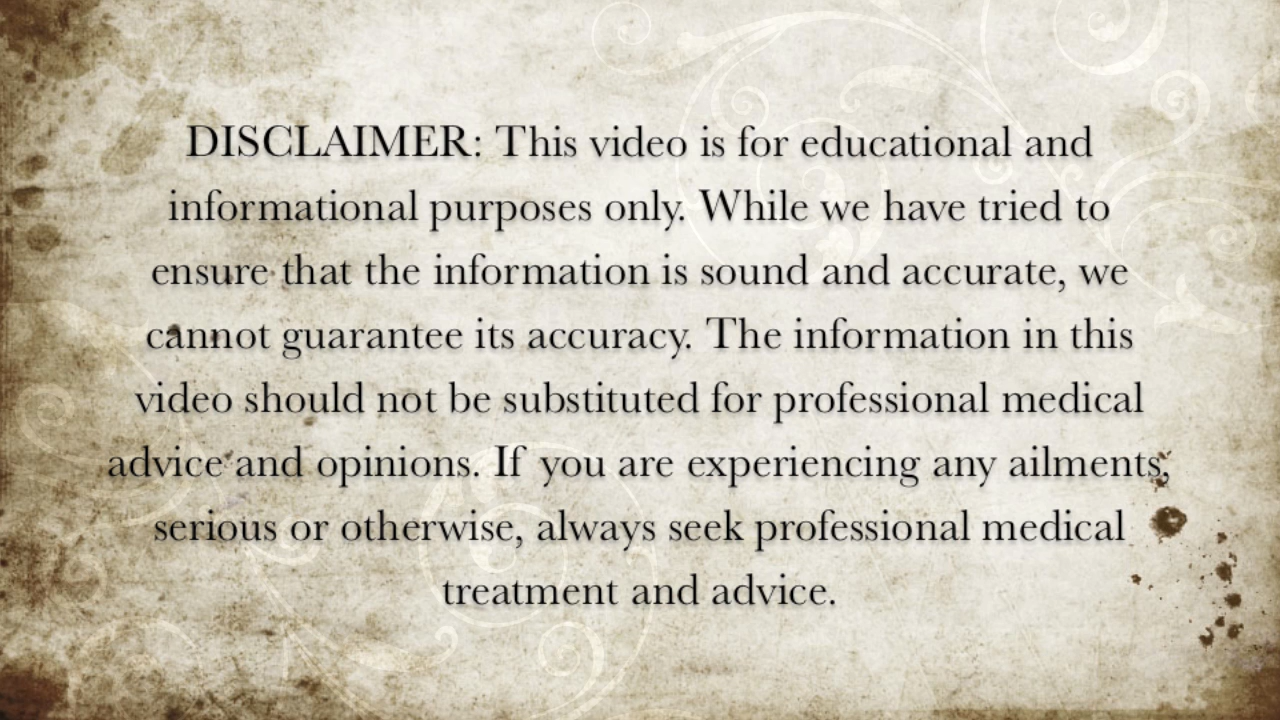 DISCLAIMER: This video is for educational and
informational purposes only. While we have tried to
ensure that the information is sound and accurate, we
cannot guarantee its accuracy. The information in this
video should not be substituted for professional medical
advice and opinions. If you are experiencing any ailments,
serious or otherwise, always seek professional medical
treatment and advice.